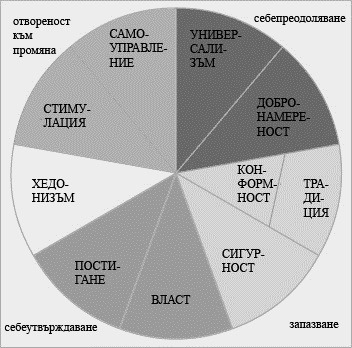 отвореност
към
промяна
себепреодоляване
САМО-
УПРАВЛЕ-
НИЕ
УНИВЕР-
САЛИ-
ЗЪМ
СТИМУ-
ЛАЦИЯ
ДОБРО-
НАМЕРЕ-
НОСТ
ХЕДО-
НИЗЪМ
КОН-
ФОРМ-
НОСТ
ТРА-
ДИ-
ЦИЯ
ПОСТИ-
ГАНЕ
ВЛАСТ
СИГУР-
НОСТ
себеутвърждаване
запазване